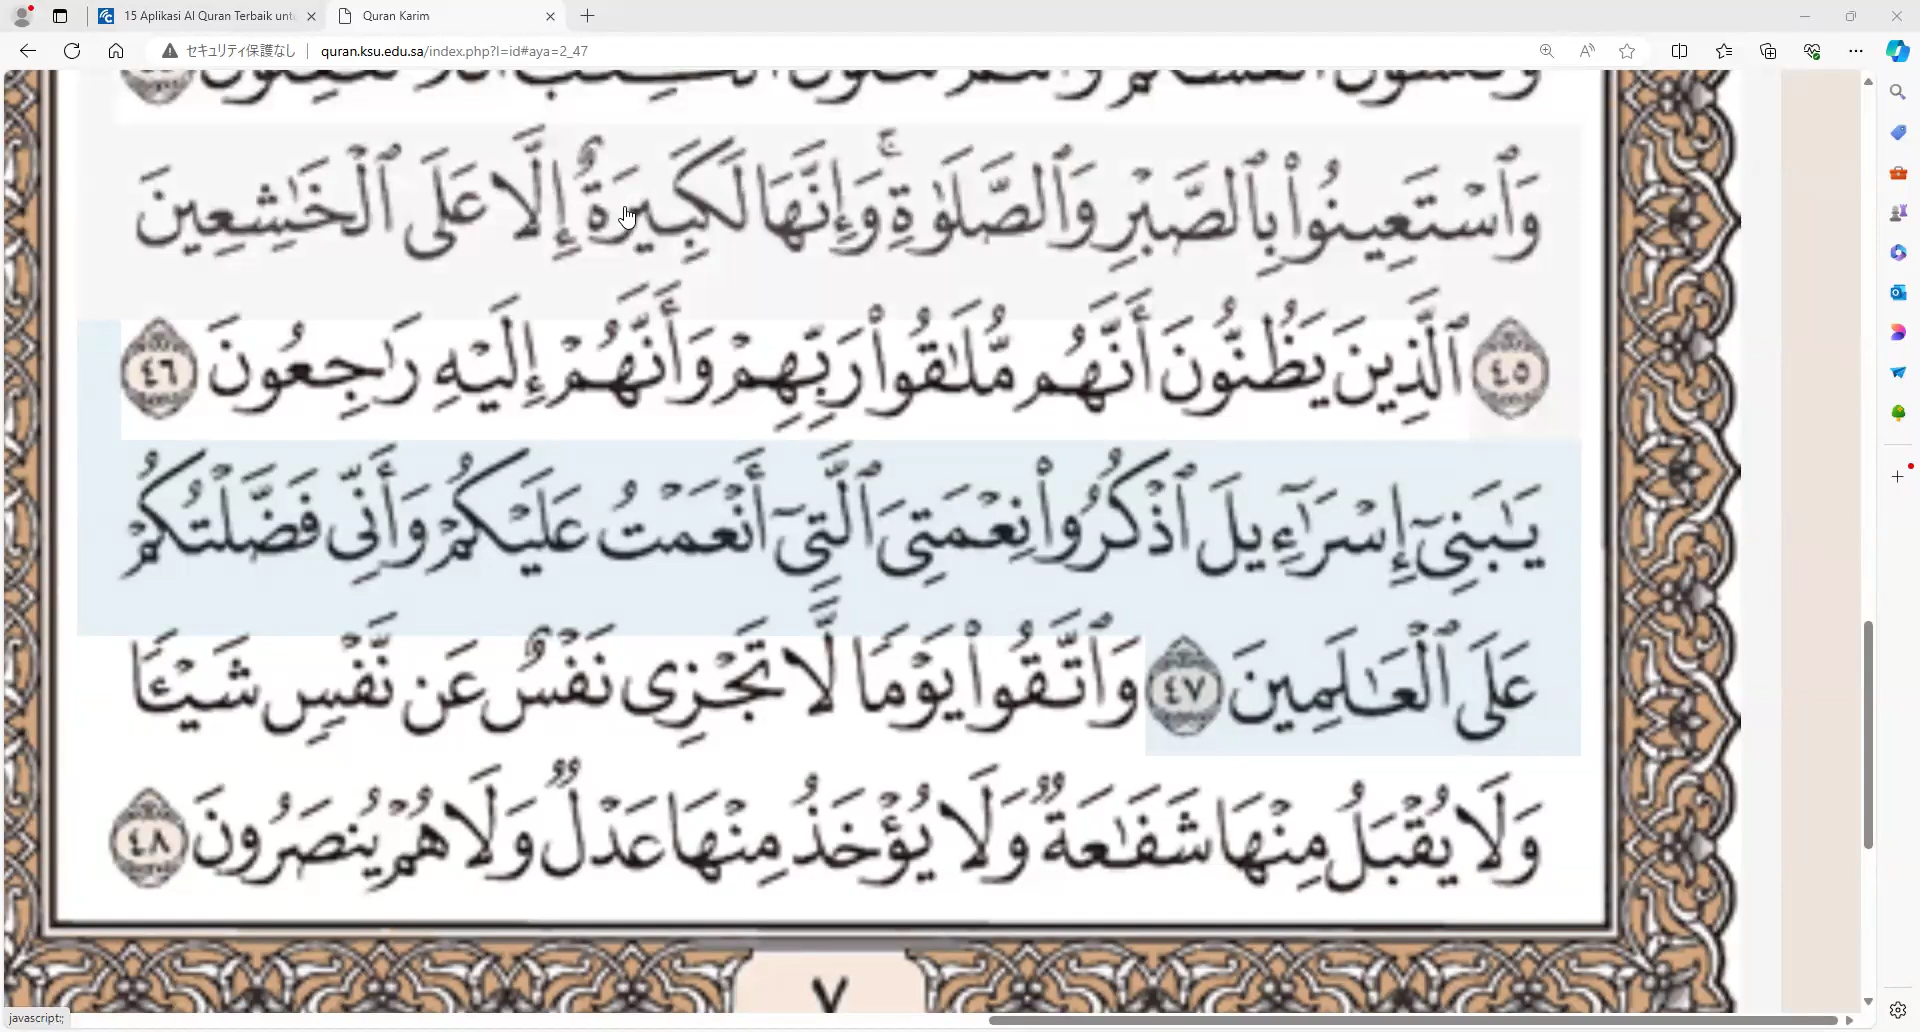 15 Aplikasi Al Quran Terbaik unt
Quran Karim
セキュリティ保護なし
quran.ksu.edu.sa/index.php?l=id#aya=2_47
وَٱسْتَعِينُوا۟ بِٱلصَّبْرِ وَٱلصَّلَوٰةِ ۚ وَإِنَّهَا لَكَبِيرَةٌ إِلَّا عَلَى ٱلْخَـٰشِعِينَ
٤٥ ٱلَّذِينَ يَظُنُّونَ أَنَّهُم مُّلَـٰقُوا۟ رَبِّهِمْ وَأَنَّهُمْ إِلَيْهِ رَٰجِعُونَ ٤٦
يَـٰبَنِىٓ إِسْرَٰٓءِيلَ ٱذْكُرُوا۟ نِعْمَتِىَ ٱلَّتِىٓ أَنْعَمْتُ عَلَيْكُمْ وَأَنِّى فَضَّلْتُكُمْ
عَلَى ٱلْعَـٰلَمِينَ ٤٧ وَٱتَّقُوا۟ يَوْمًا لَّا تَجْزِى نَفْسٌ عَن نَّفْسٍ شَيْـًٔا
وَلَا يُقْبَلُ مِنْهَا شَفَـٰعَةٌ وَلَا يُؤْخَذُ مِنْهَا عَدْلٌ وَلَا هُمْ يُنصَرُونَ ٤٨
٧
javascript:;